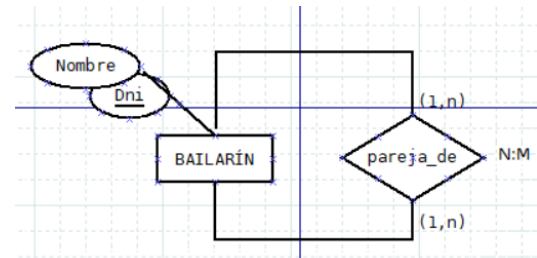 Nombre
Dni
(1,n)
BAILARÍN
pareja_de
N:M
(1,n)